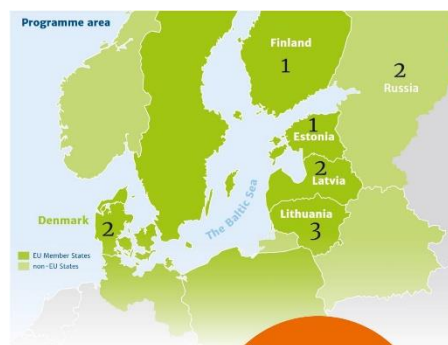 Programme area
Finland
1
2
Russia
1
Estonia
2
Latvia
Lithuania
3
Denmark
2
The Baltic Sea
EU Member States
non-EU States